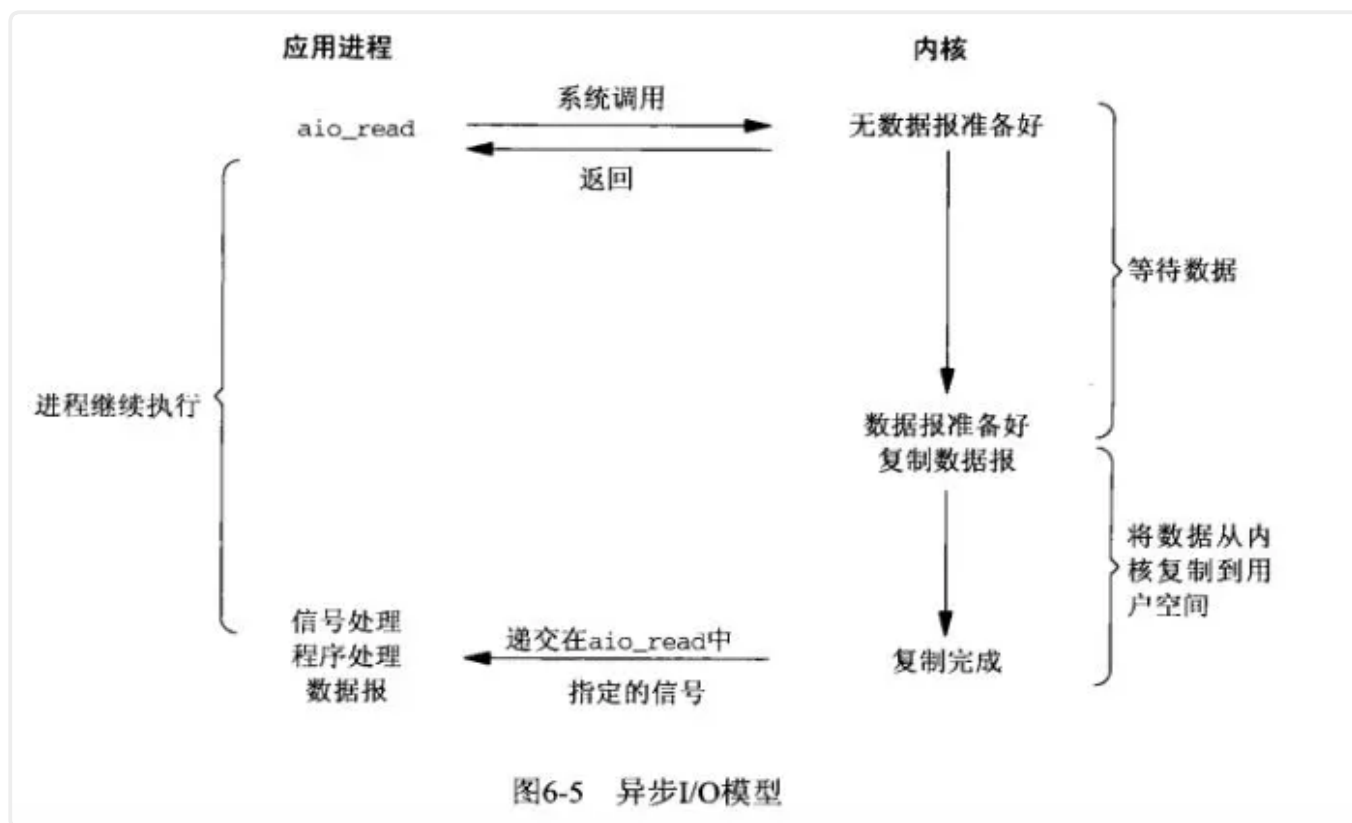 应用进程
内核
系统调用
aio_read
无数据报准备好
返回
等待数据
进程继续执行
数据报准备好
复制数据报
将数据从内
核复制到用
户空间
信号处理
程序处理
数据报
递交在aio_read中
指定的信号
复制完成
图6-5 异步I/O模型